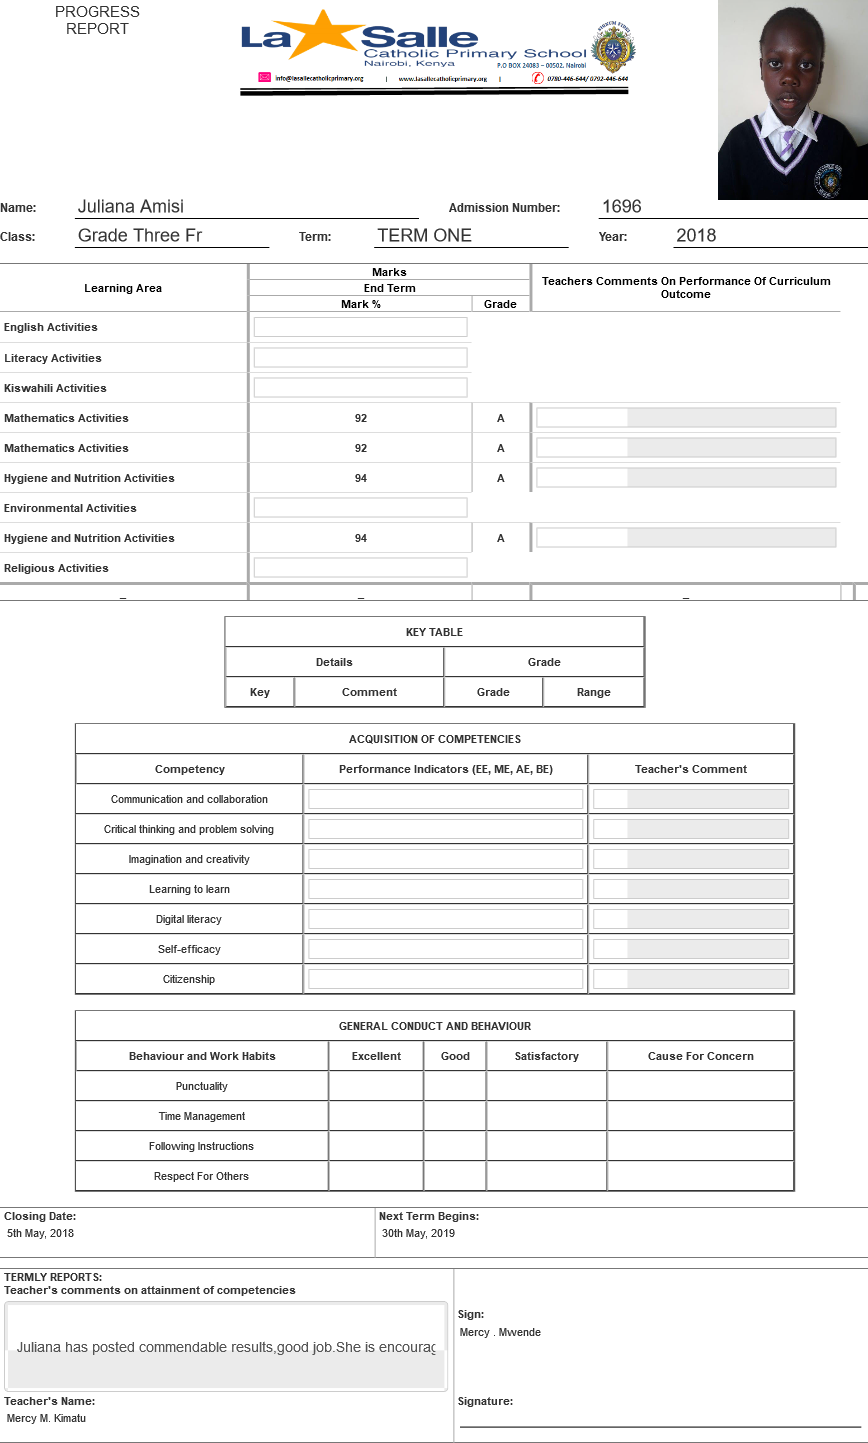 PROGRESS
REPORT
La Salle
Catholic Primary School
Nairobi, Kenya
P.O BOX 24083 – 00502, Nairobi
info@lasallecatholicprimary.org | www.lasallecatholicprimary.org | 0780-446-644/ 0792-446-644
Name: Juliana Amisi Admission Number: 1696
Class: Grade Three Fr Term: TERM ONE Year: 2018
Learning Area Marks Teachers Comments On Performance Of Curriculum Outcome
End Term
Mark % Grade
English Activities
Literacy Activities
Kiswahili Activities
Mathematics Activities 92 A
Mathematics Activities 92 A
Hygiene and Nutrition Activities 94 A
Environmental Activities
Hygiene and Nutrition Activities 94 A
Religious Activities
_ _ _
KEY TABLE
Details Grade
Key Comment Grade Range
ACQUISITION OF COMPETENCIES
Competency Performance Indicators (EE, ME, AE, BE) Teacher's Comment
Communication and collaboration
Critical thinking and problem solving
Imagination and creativity
Learning to learn
Digital literacy
Self-efficacy
Citizenship
GENERAL CONDUCT AND BEHAVIOUR
Behaviour and Work Habits Excellent Good Satisfactory Cause For Concern
Punctuality
Time Management
Following Instructions
Respect For Others
Closing Date: Next Term Begins:
5th May, 2018 30th May, 2019
TERMLY REPORTS:
Teacher's comments on attainment of competencies
Juliana has posted commendable results,good job.She is encourag
Sign:
Mercy . Mwende
Teacher's Name: Signature:
Mercy M. Kimatu